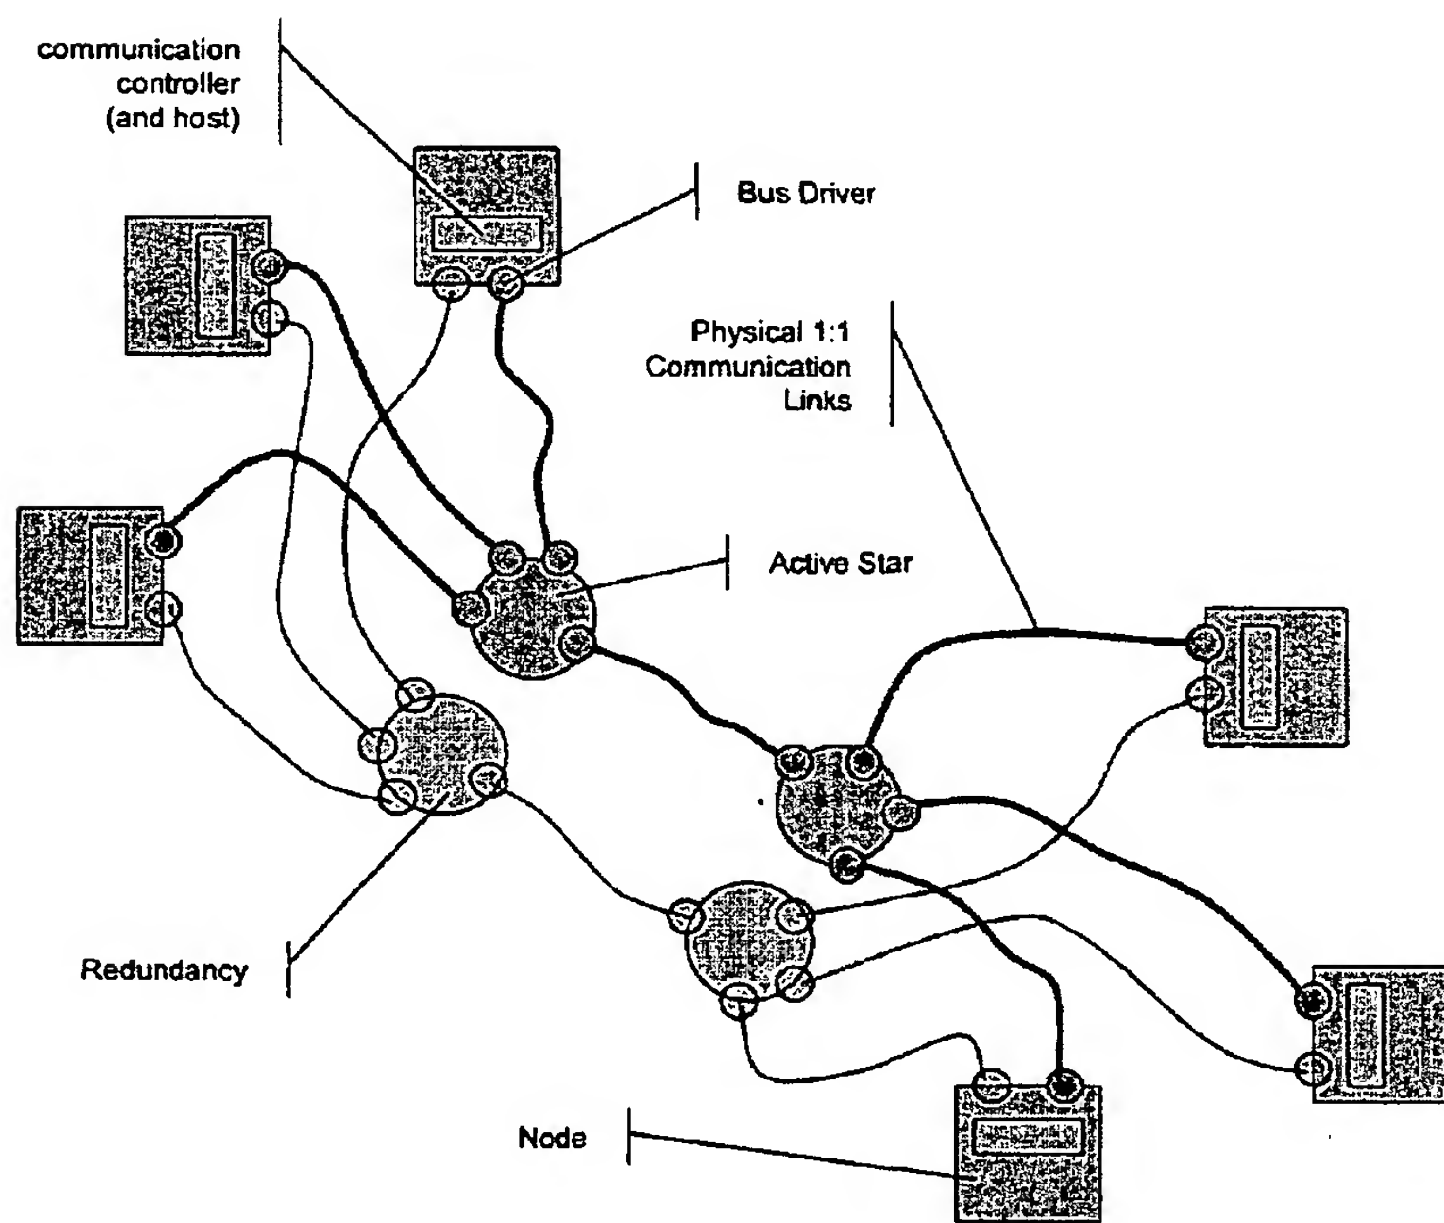 communication
controller
(and host)
Bus Driver
Physical 1:1
Communication
Links
Active Star
Redundancy
Node